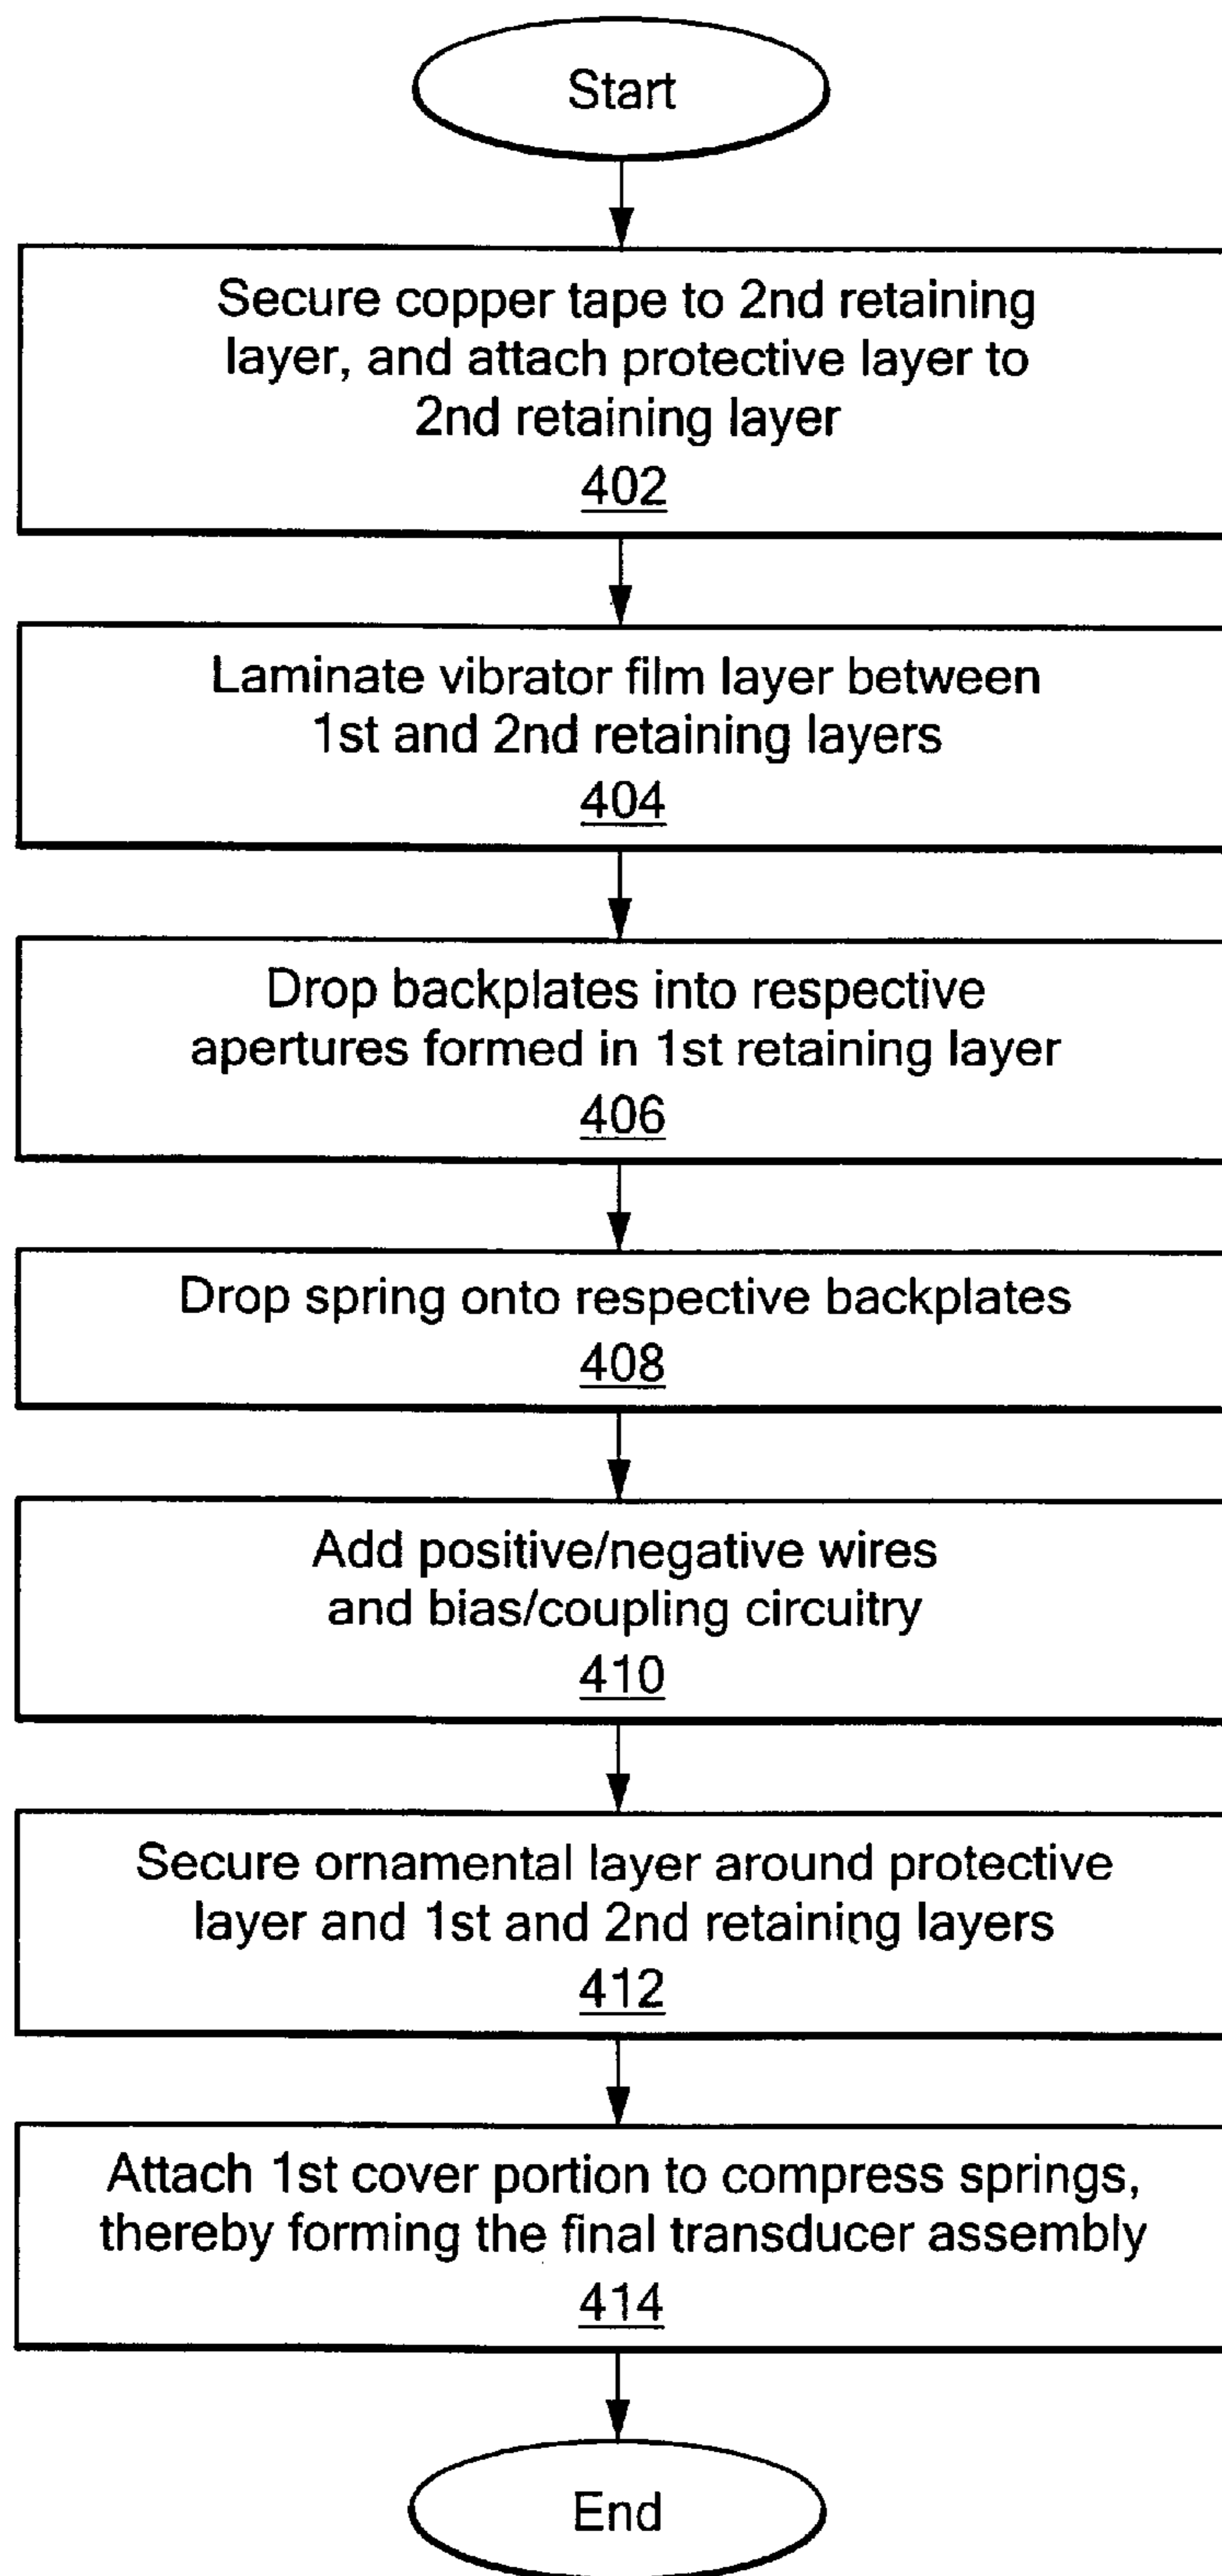 Start
Secure copper tape to 2nd retaining
layer, and attach protective layer to
2nd retaining layer
402
Laminate vibrator film layer between
1st and 2nd retaining layers
404
Drop backplates into respective
apertures formed in 1st retaining layer
406
Drop spring onto respective backplates
408
Add positive/negative wires
and bias/coupling circuitry
410
Secure ornamental layer around protective
layer and 1st and 2nd retaining layers
412
Attach 1st cover portion to compress springs,
thereby forming the final transducer assembly
414
End